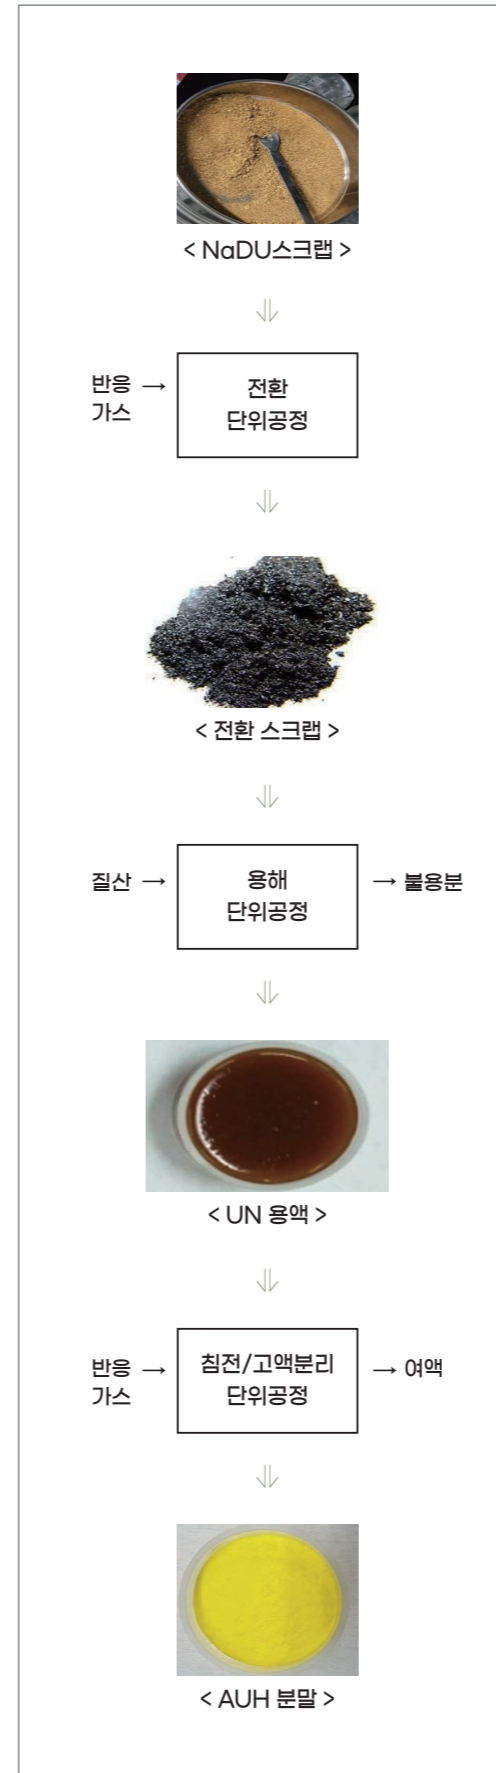 < NaDU스크랩 >
반응 → 전환
가스 단위공정
< 전환 스크랩 >
질산 → 용해 → 불용분
단위공정
< UN 용액 >
반응 → 침전/고액분리 → 여액
가스 단위공정
< AUH 분말 >